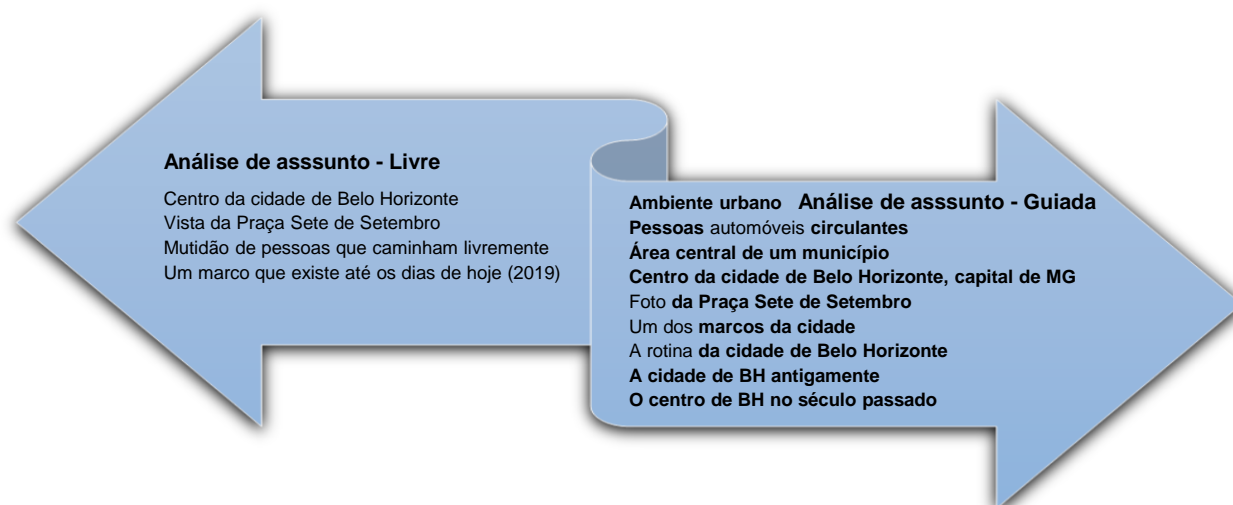 Análise de asssunto - Livre
Centro da cidade de Belo Horizonte
Vista da Praça Sete de Setembro
Mutidão de pessoas que caminham livremente
Um marco que existe até os dias de hoje (2019)
Ambiente urbano Análise de asssunto - Guiada
Pessoas automóveis circulantes
Área central de um município
Centro da cidade de Belo Horizonte, capital de MG
Foto da Praça Sete de Setembro
Um dos marcos da cidade
A rotina da cidade de Belo Horizonte
A cidade de BH antigamente
O centro de BH no século passado